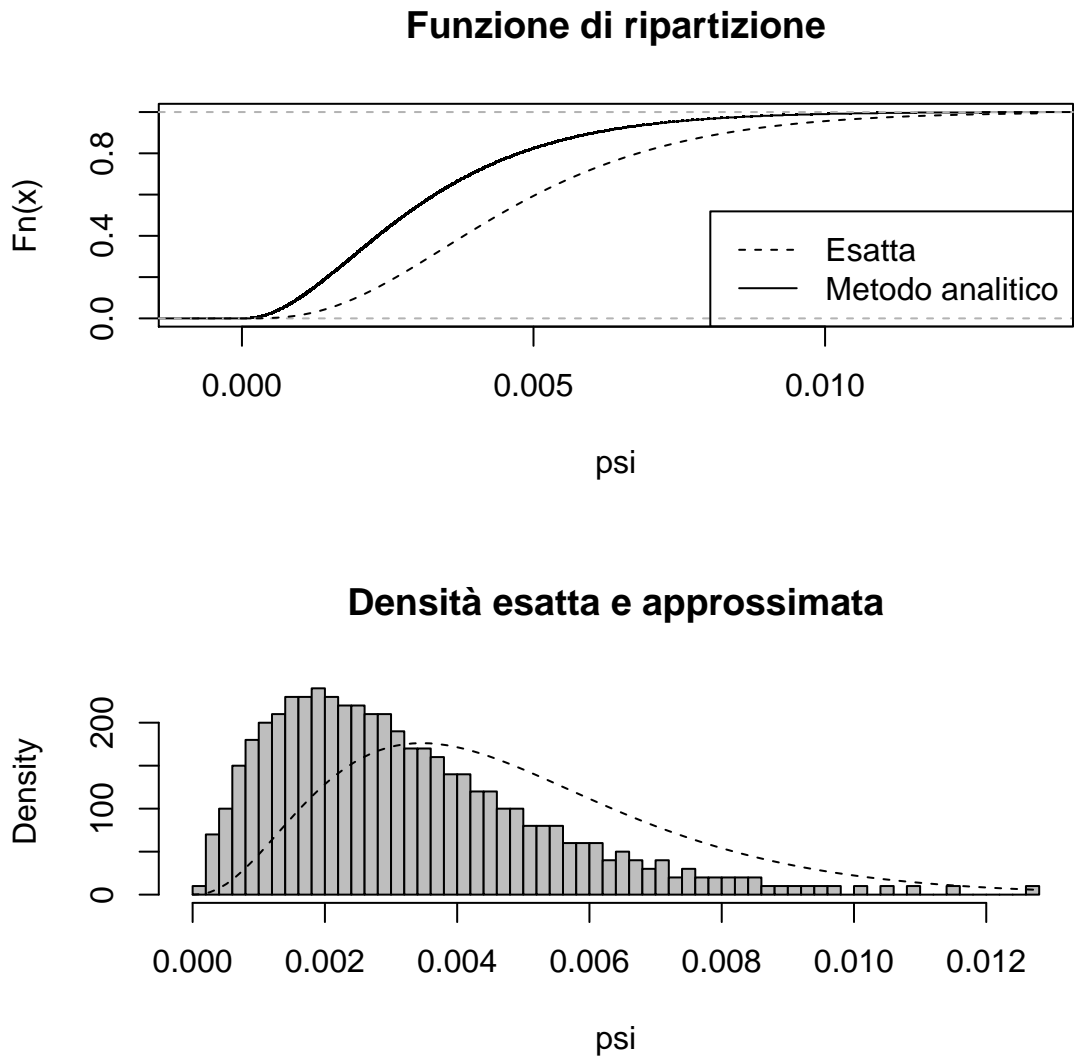 Funzione di ripartizione
Fn(x)
0.0 0.4 0.8
Esatta
Metodo analitico
0.000 0.005 0.010
psi
Densità esatta e approssimata
Density
0 100 200
0.000 0.002 0.004 0.006 0.008 0.010 0.012
psi